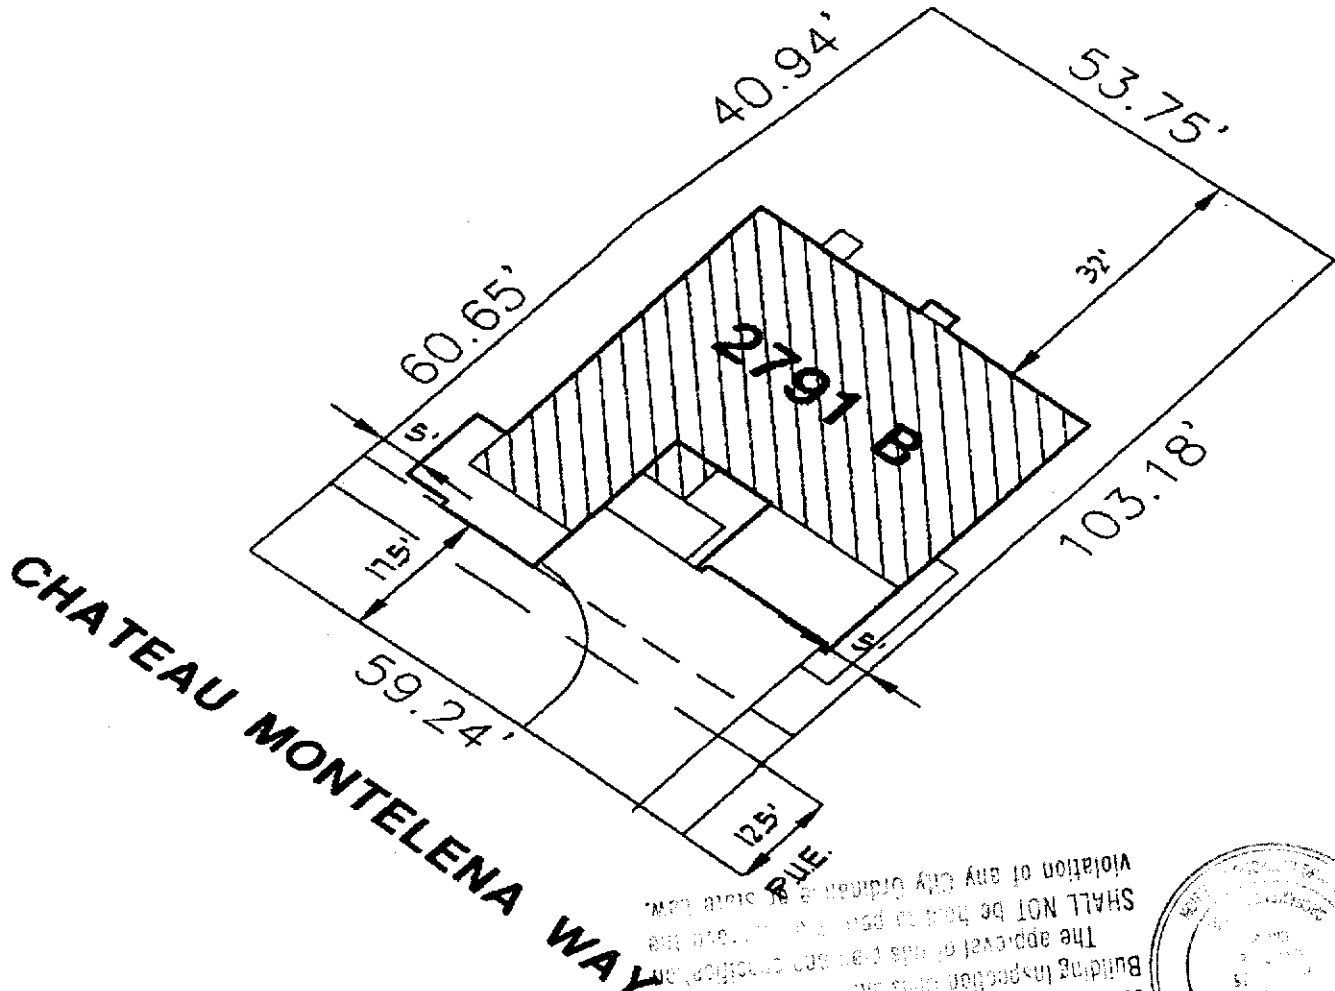 40.94'
53.75'
60.65'
32'
2791 B
5'
103.18'
17.5'
5'
59.24'
CHATEAU MONTELENA WAY
12.5'
P.U.E.
Building Inspection
The approval of this plan and
SHALL NOT be held to
violation of any City Ordinance or State Law.